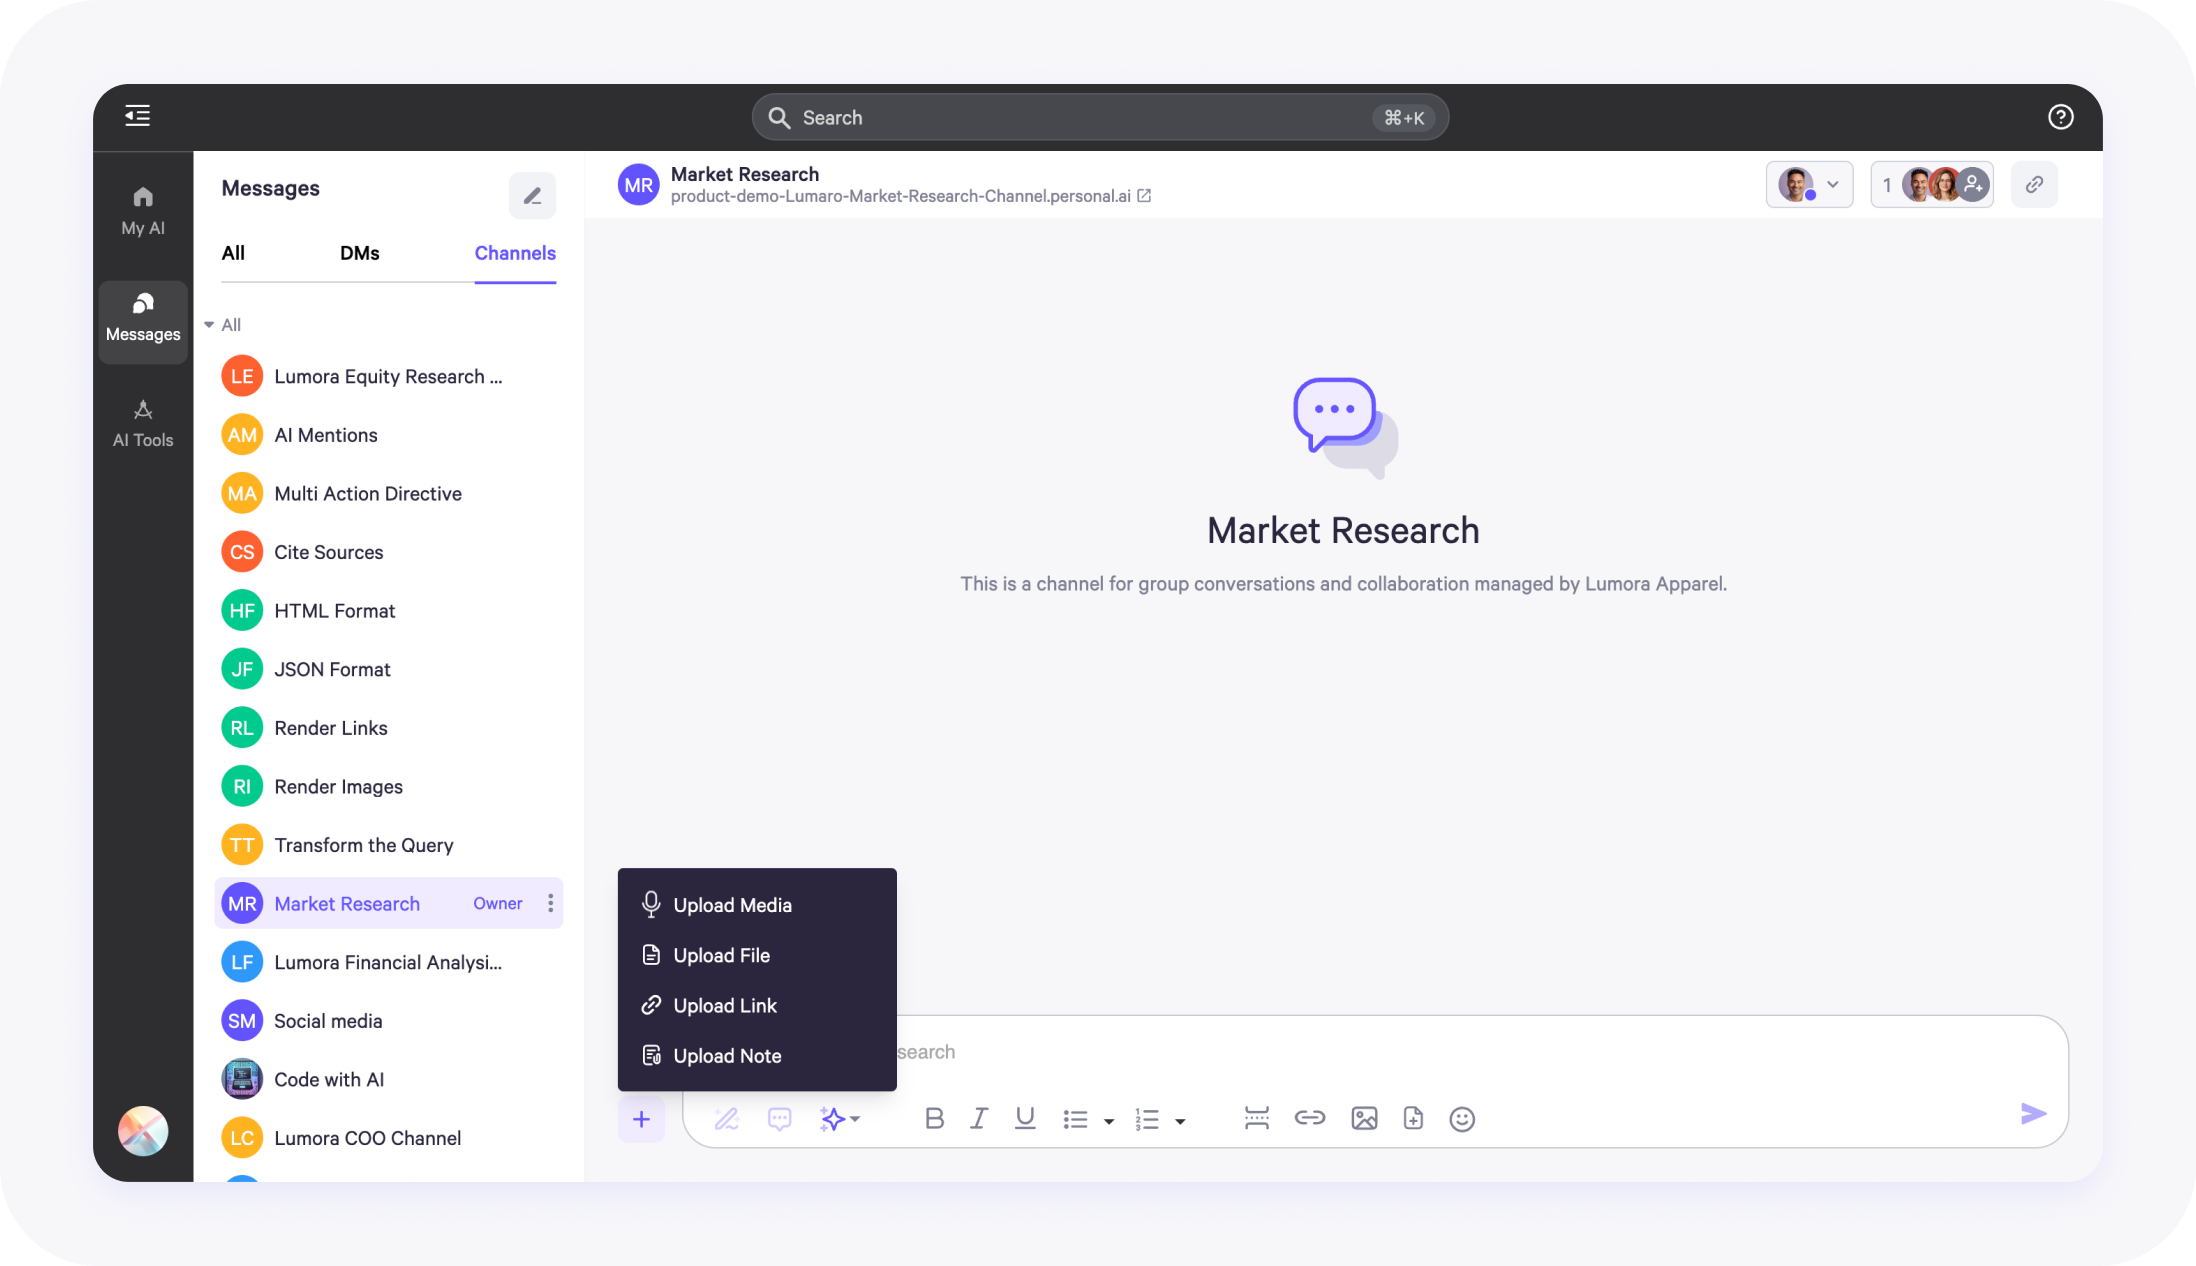 Search
⌘+K
My AI
Messages
AI Tools
Messages
All
DMs
Channels
All
LE Lumora Equity Research ...
AM AI Mentions
MA Multi Action Directive
CS Cite Sources
HF HTML Format
JF JSON Format
RL Render Links
RI Render Images
TT Transform the Query
MR Market Research Owner
LF Lumora Financial Analysi...
SM Social media
Code with AI
LC Lumora COO Channel
MR Market Research
product-demo-Lumaro-Market-Research-Channel.personal.ai
1
Market Research
This is a channel for group conversations and collaboration managed by Lumora Apparel.
Upload Media
Upload File
Upload Link
Upload Note
search
B I U